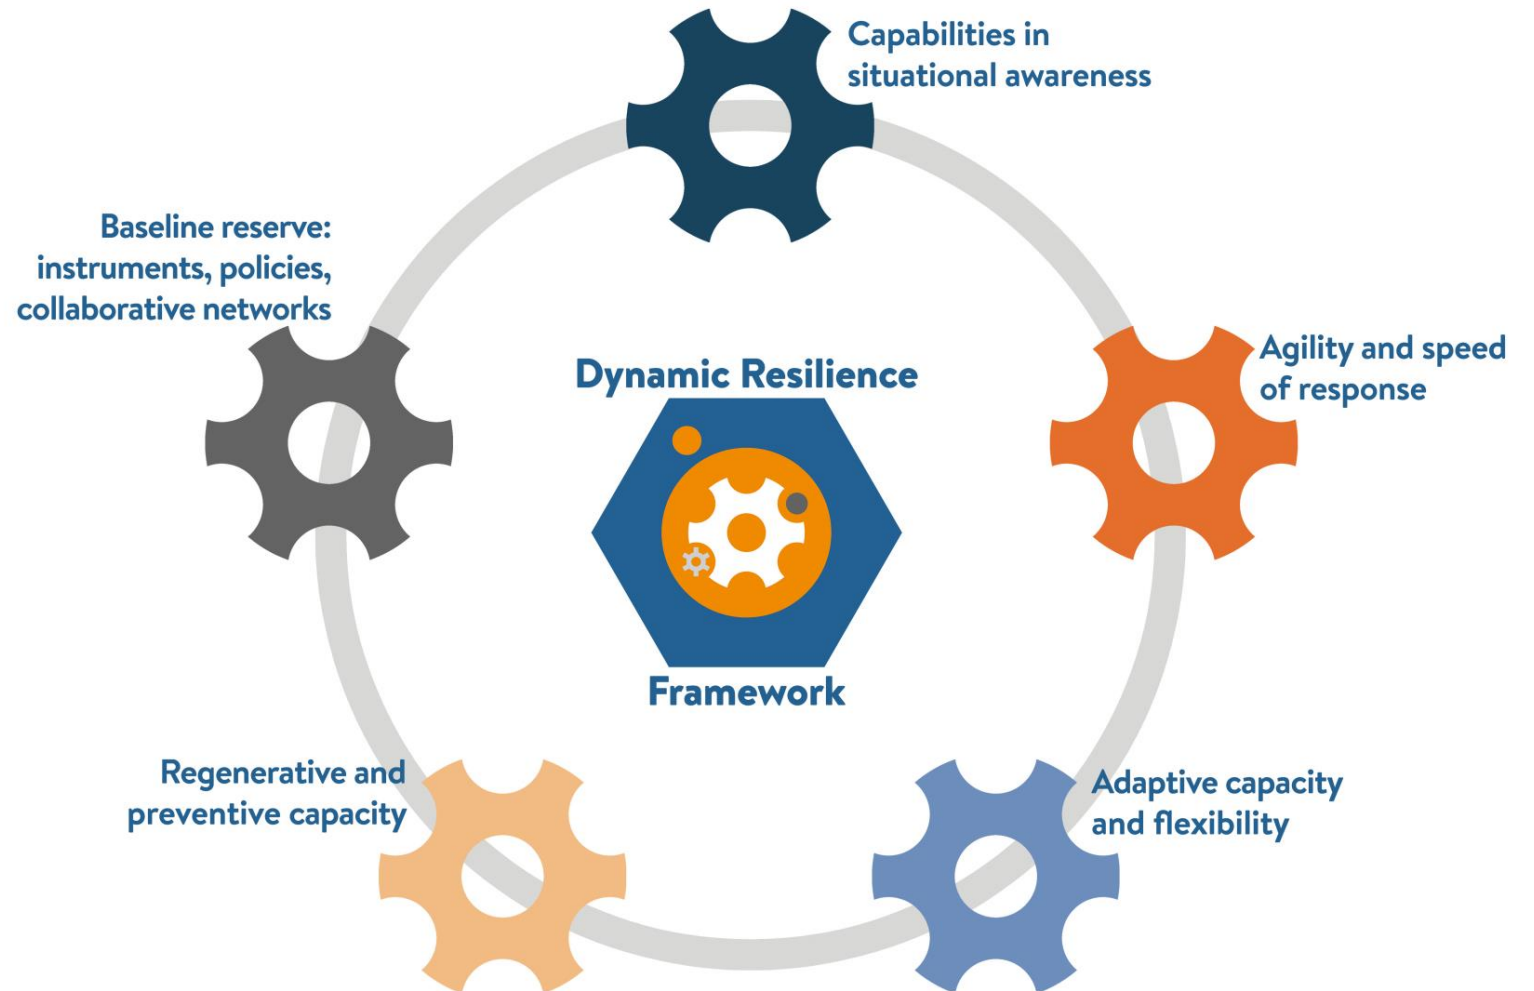 Capabilities in
situational awareness
Baseline reserve:
instruments, policies,
collaborative networks
Agility and speed
of response
Dynamic Resilience
Framework
Regenerative and
preventive capacity
Adaptive capacity
and flexibility